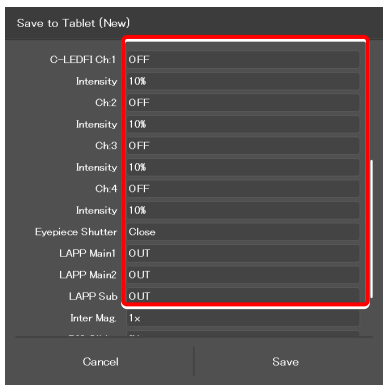 Save to Tablet (New)
C-LEDFI Ch.1 OFF
Intensity 10%
Ch.2 OFF
Intensity 10%
Ch.3 OFF
Intensity 10%
Ch.4 OFF
Intensity 10%
Eyepiece Shutter Close
LAPP Main1 OUT
LAPP Main2 OUT
LAPP Sub OUT
Inter Mag. 1x
Cancel Save